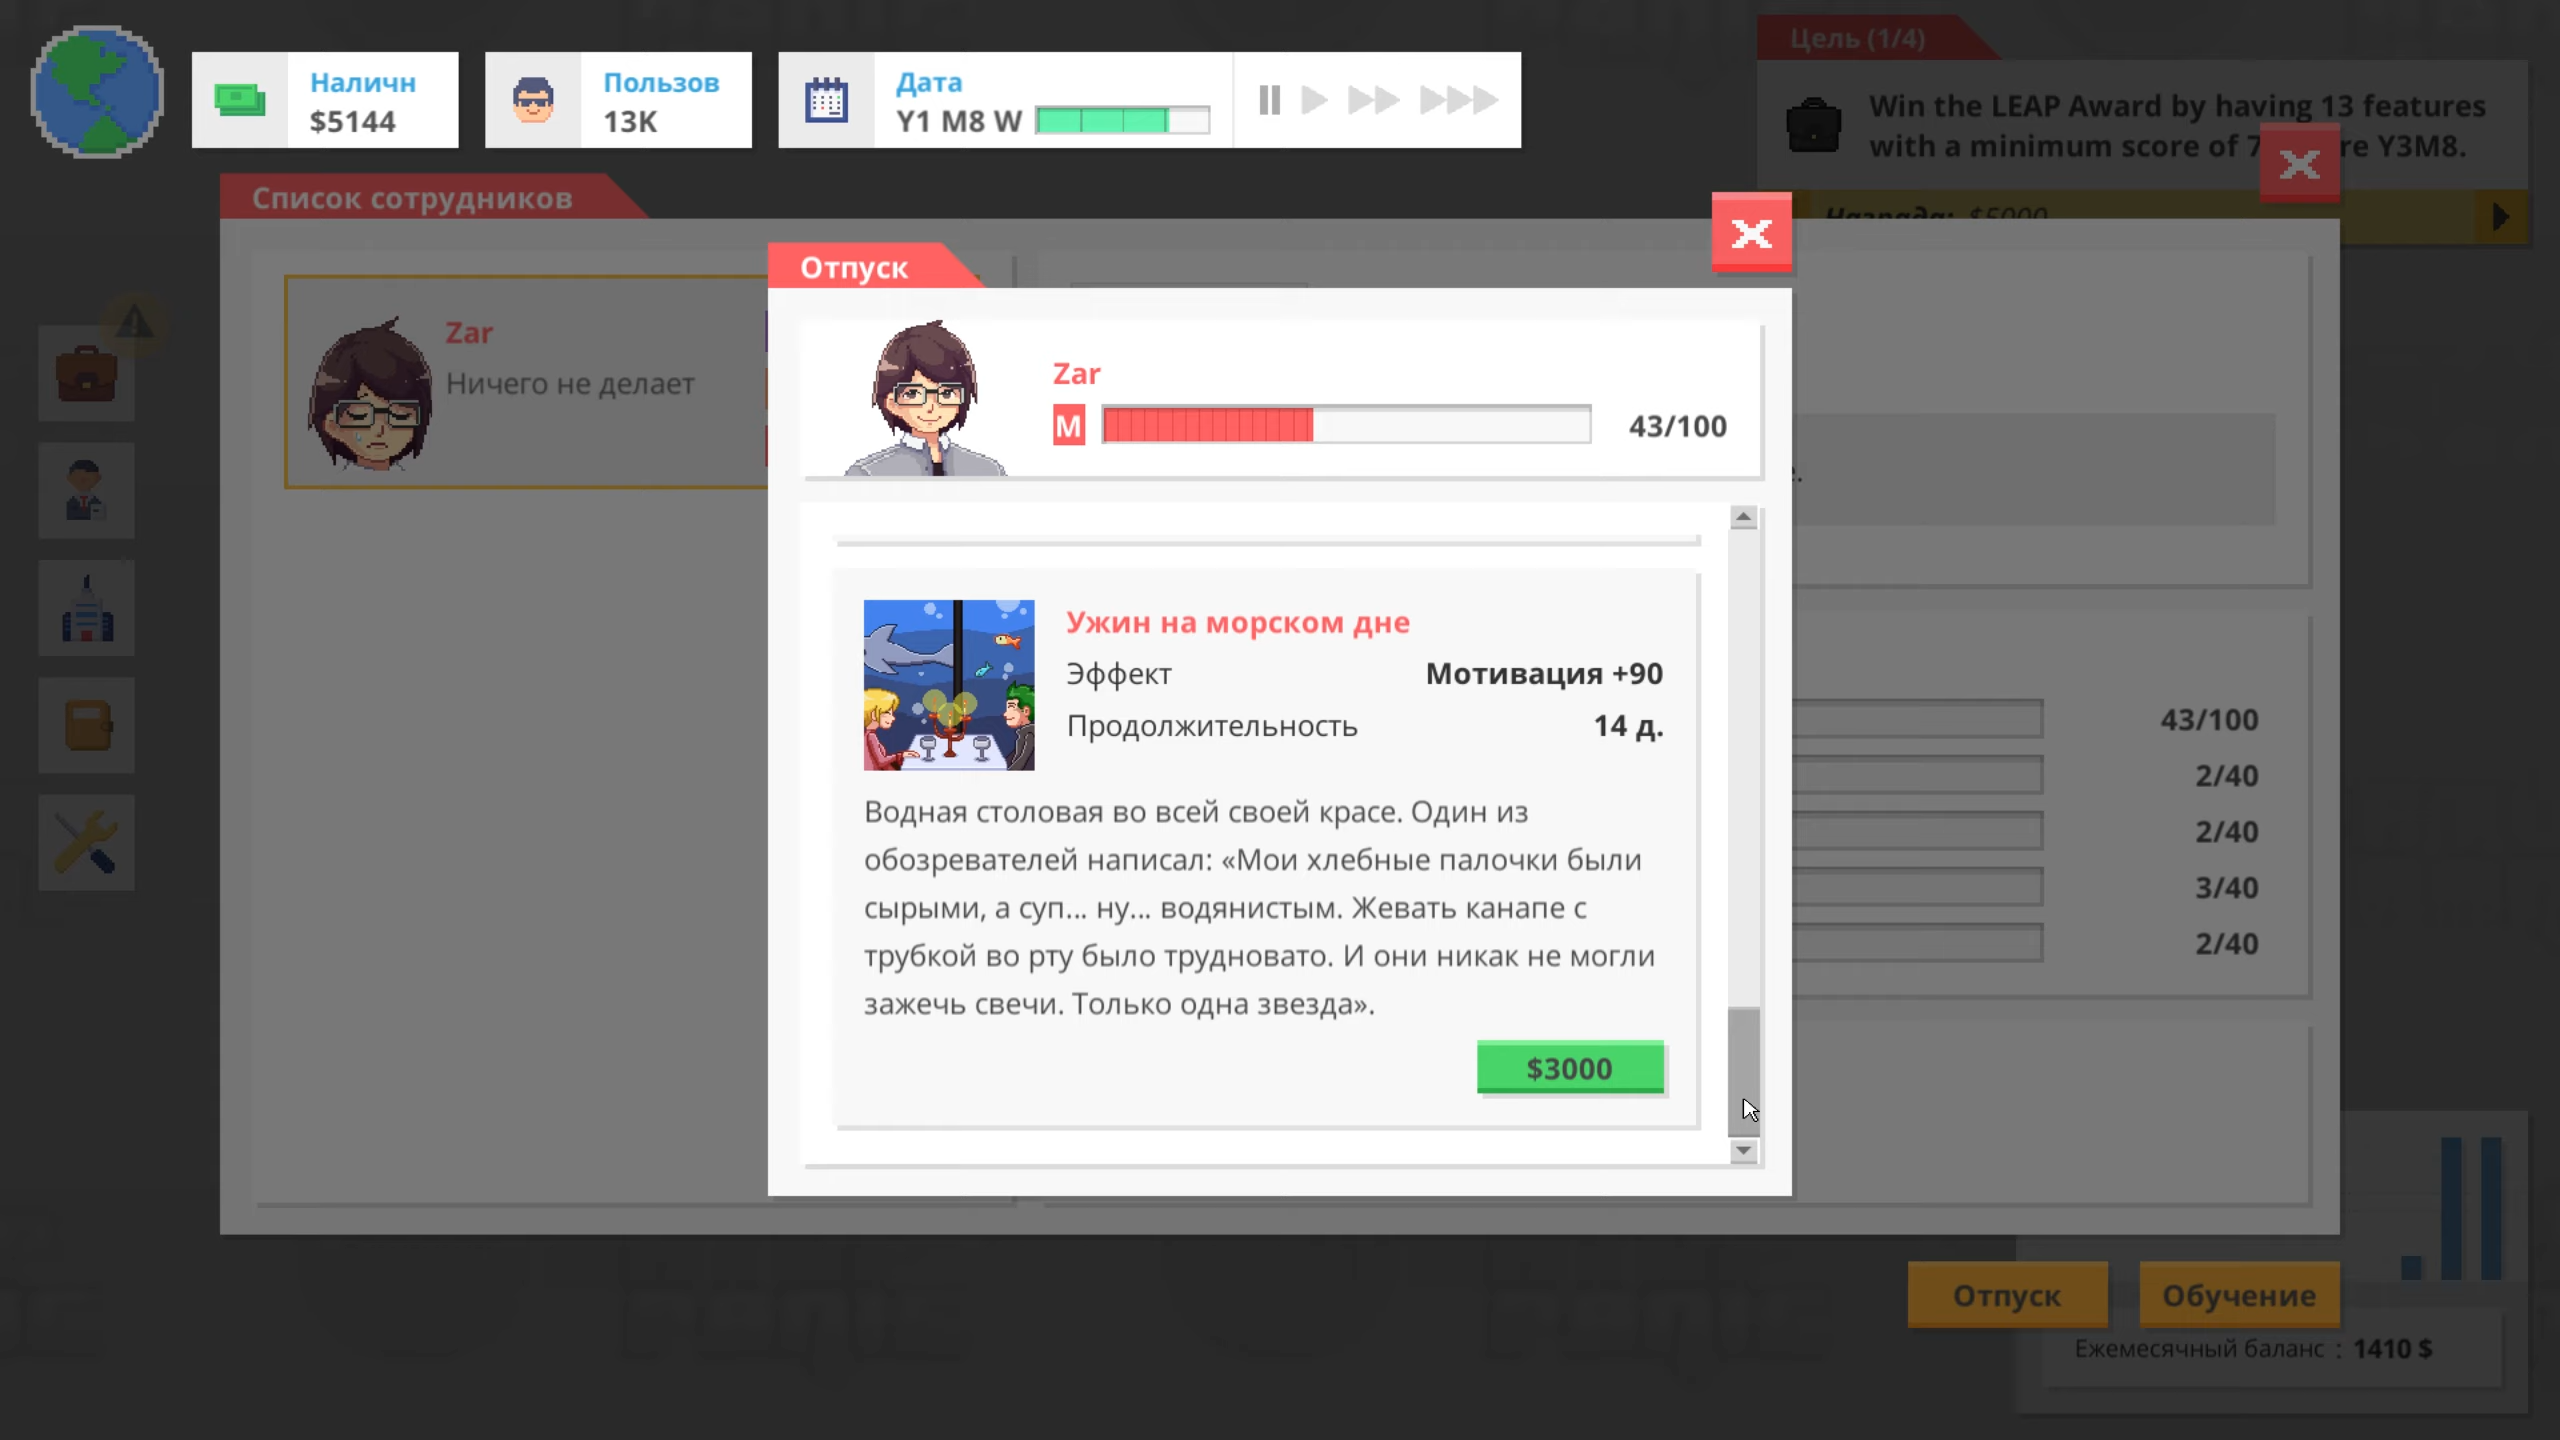 Наличн
$5144
Пользов
13K
Дата
Y1 M8 W
Цель (1/4)
Win the LEAP Award by having 13 features
with a minimum score of 7 re Y3M8.
Награда: $5000
Список сотрудников
Zar
Ничего не делает
Отпуск
Zar
M
43/100
Ужин на морском дне
Эффект Мотивация +90
Продолжительность 14 д.
Водная столовая во всей своей красе. Один из
обозревателей написал: «Мои хлебные палочки были
сырыми, а суп... ну... водянистым. Жевать канапе с
трубкой во рту было трудновато. И они никак не могли
зажечь свечи. Только одна звезда».
$3000
43/100
2/40
2/40
3/40
2/40
Отпуск
Обучение
Ежемесячный баланс : 1410 $